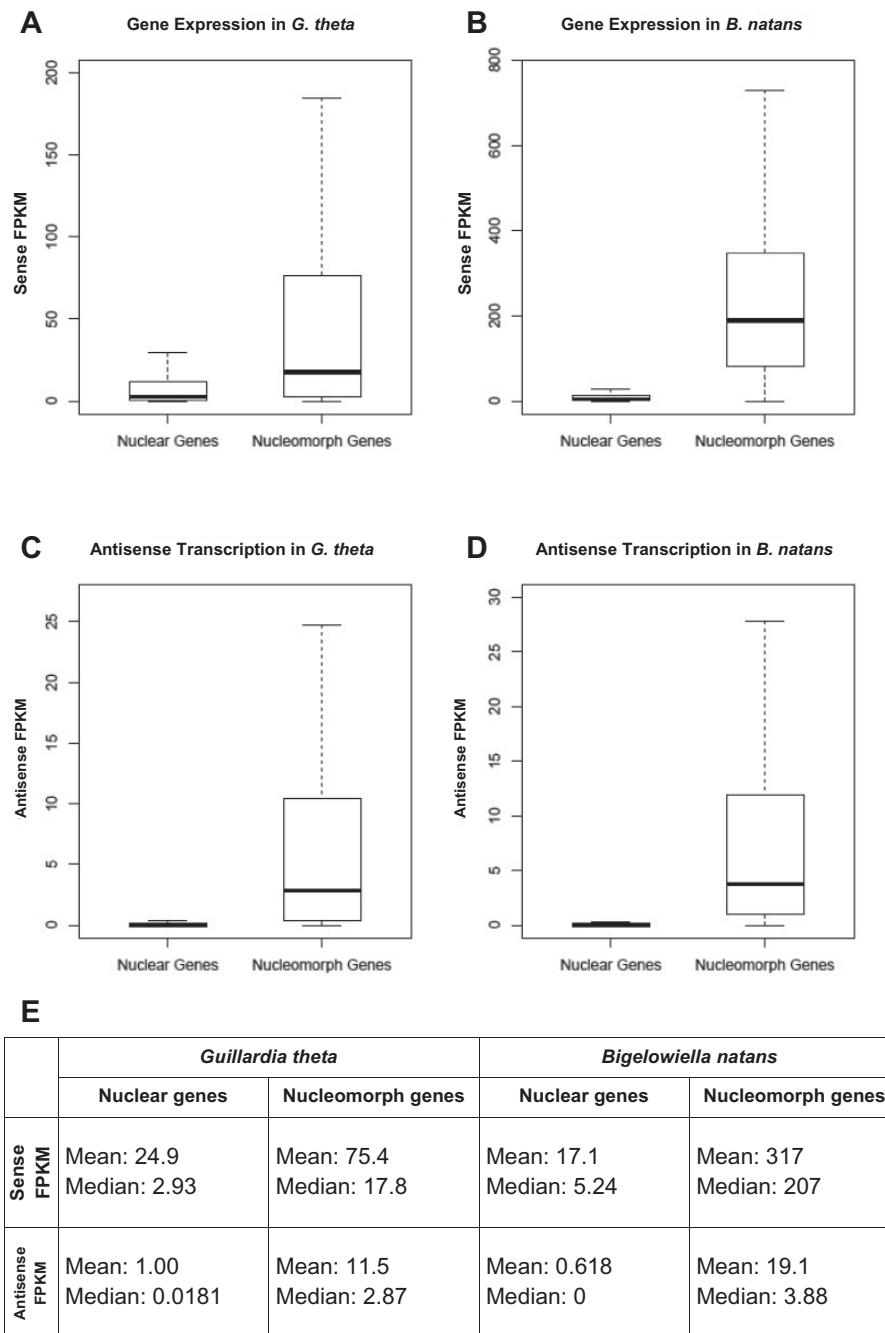 A
Gene Expression in G. theta
Sense FPKM
200
150
100
50
0
Nuclear Genes
Nucleomorph Genes
B
Gene Expression in B. natans
Sense FPKM
800
600
400
200
0
Nuclear Genes
Nucleomorph Genes
C
Antisense Transcription in G. theta
Antisense FPKM
25
20
15
10
5
0
Nuclear Genes
Nucleomorph Genes
D
Antisense Transcription in B. natans
Antisense FPKM
30
25
20
15
10
5
0
Nuclear Genes
Nucleomorph Genes
E
Guillardia theta
Bigelowiella natans
Nuclear genes
Nucleomorph genes
Nuclear genes
Nucleomorph genes
Sense
FPKM
Mean: 24.9
Median: 2.93
Mean: 75.4
Median: 17.8
Mean: 17.1
Median: 5.24
Mean: 317
Median: 207
Antisense
FPKM
Mean: 1.00
Median: 0.0181
Mean: 11.5
Median: 2.87
Mean: 0.618
Median: 0
Mean: 19.1
Median: 3.88